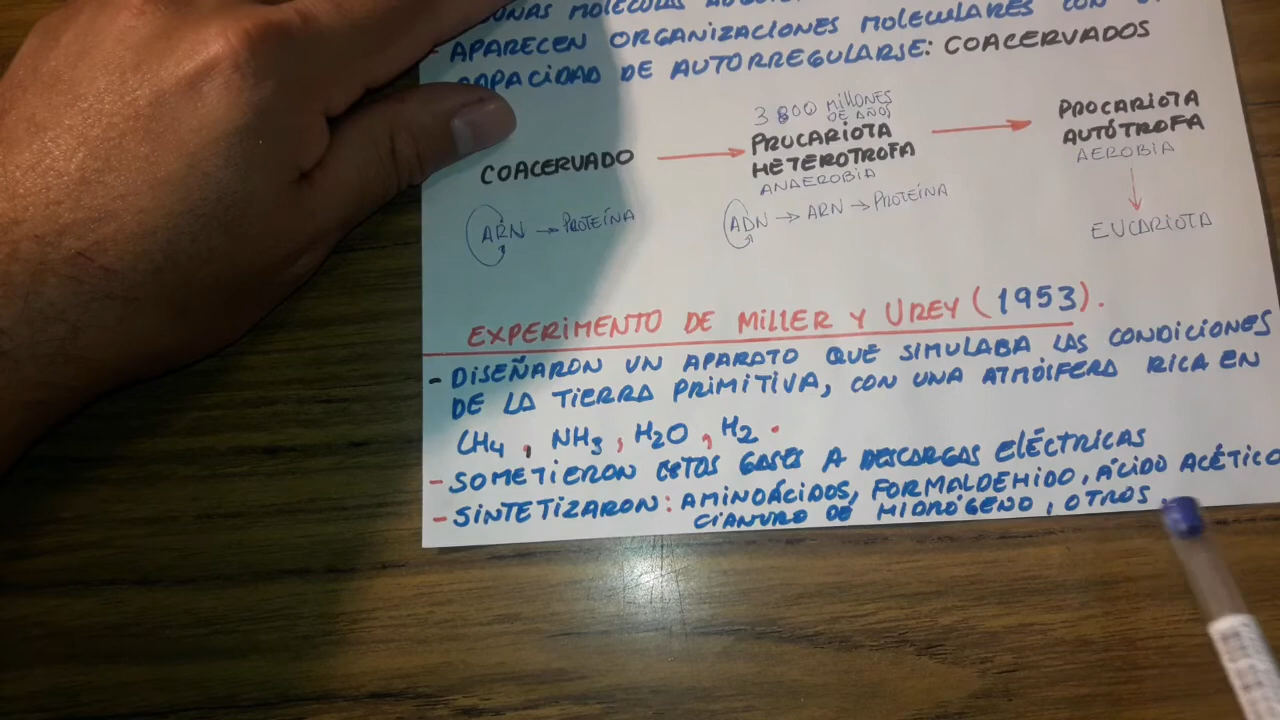 MOLÉCULAS
- APARECEN ORGANIZACIONES MOLECULARES CON
CAPACIDAD DE AUTORREGULARSE: COACERVADOS
3800 MILLONES
DE AÑOS
COACERVADO → PROCARIOTA HETEROTROFA → PROCARIOTA AUTÓTROFA
ANAEROBIA
AEROBIA
ARN → PROTEÍNA
ADN → ARN → PROTEÍNA
EUCARIOTA
EXPERIMENTO DE MILLER Y UREY (1953).
- DISEÑARON UN APARATO QUE SIMULABA LAS CONDICIONES
DE LA TIERRA PRIMITIVA, CON UNA ATMÓSFERA RICA EN
CH4, NH3, H2O, H2.
- SOMETIERON ESTOS GASES A DESCARGAS ELÉCTRICAS
- SINTETIZARON: AMINOÁCIDOS, FORMALDEHIDO, ÁCIDO ACÉTICO
CIANURO DE HIDRÓGENO, OTROS.